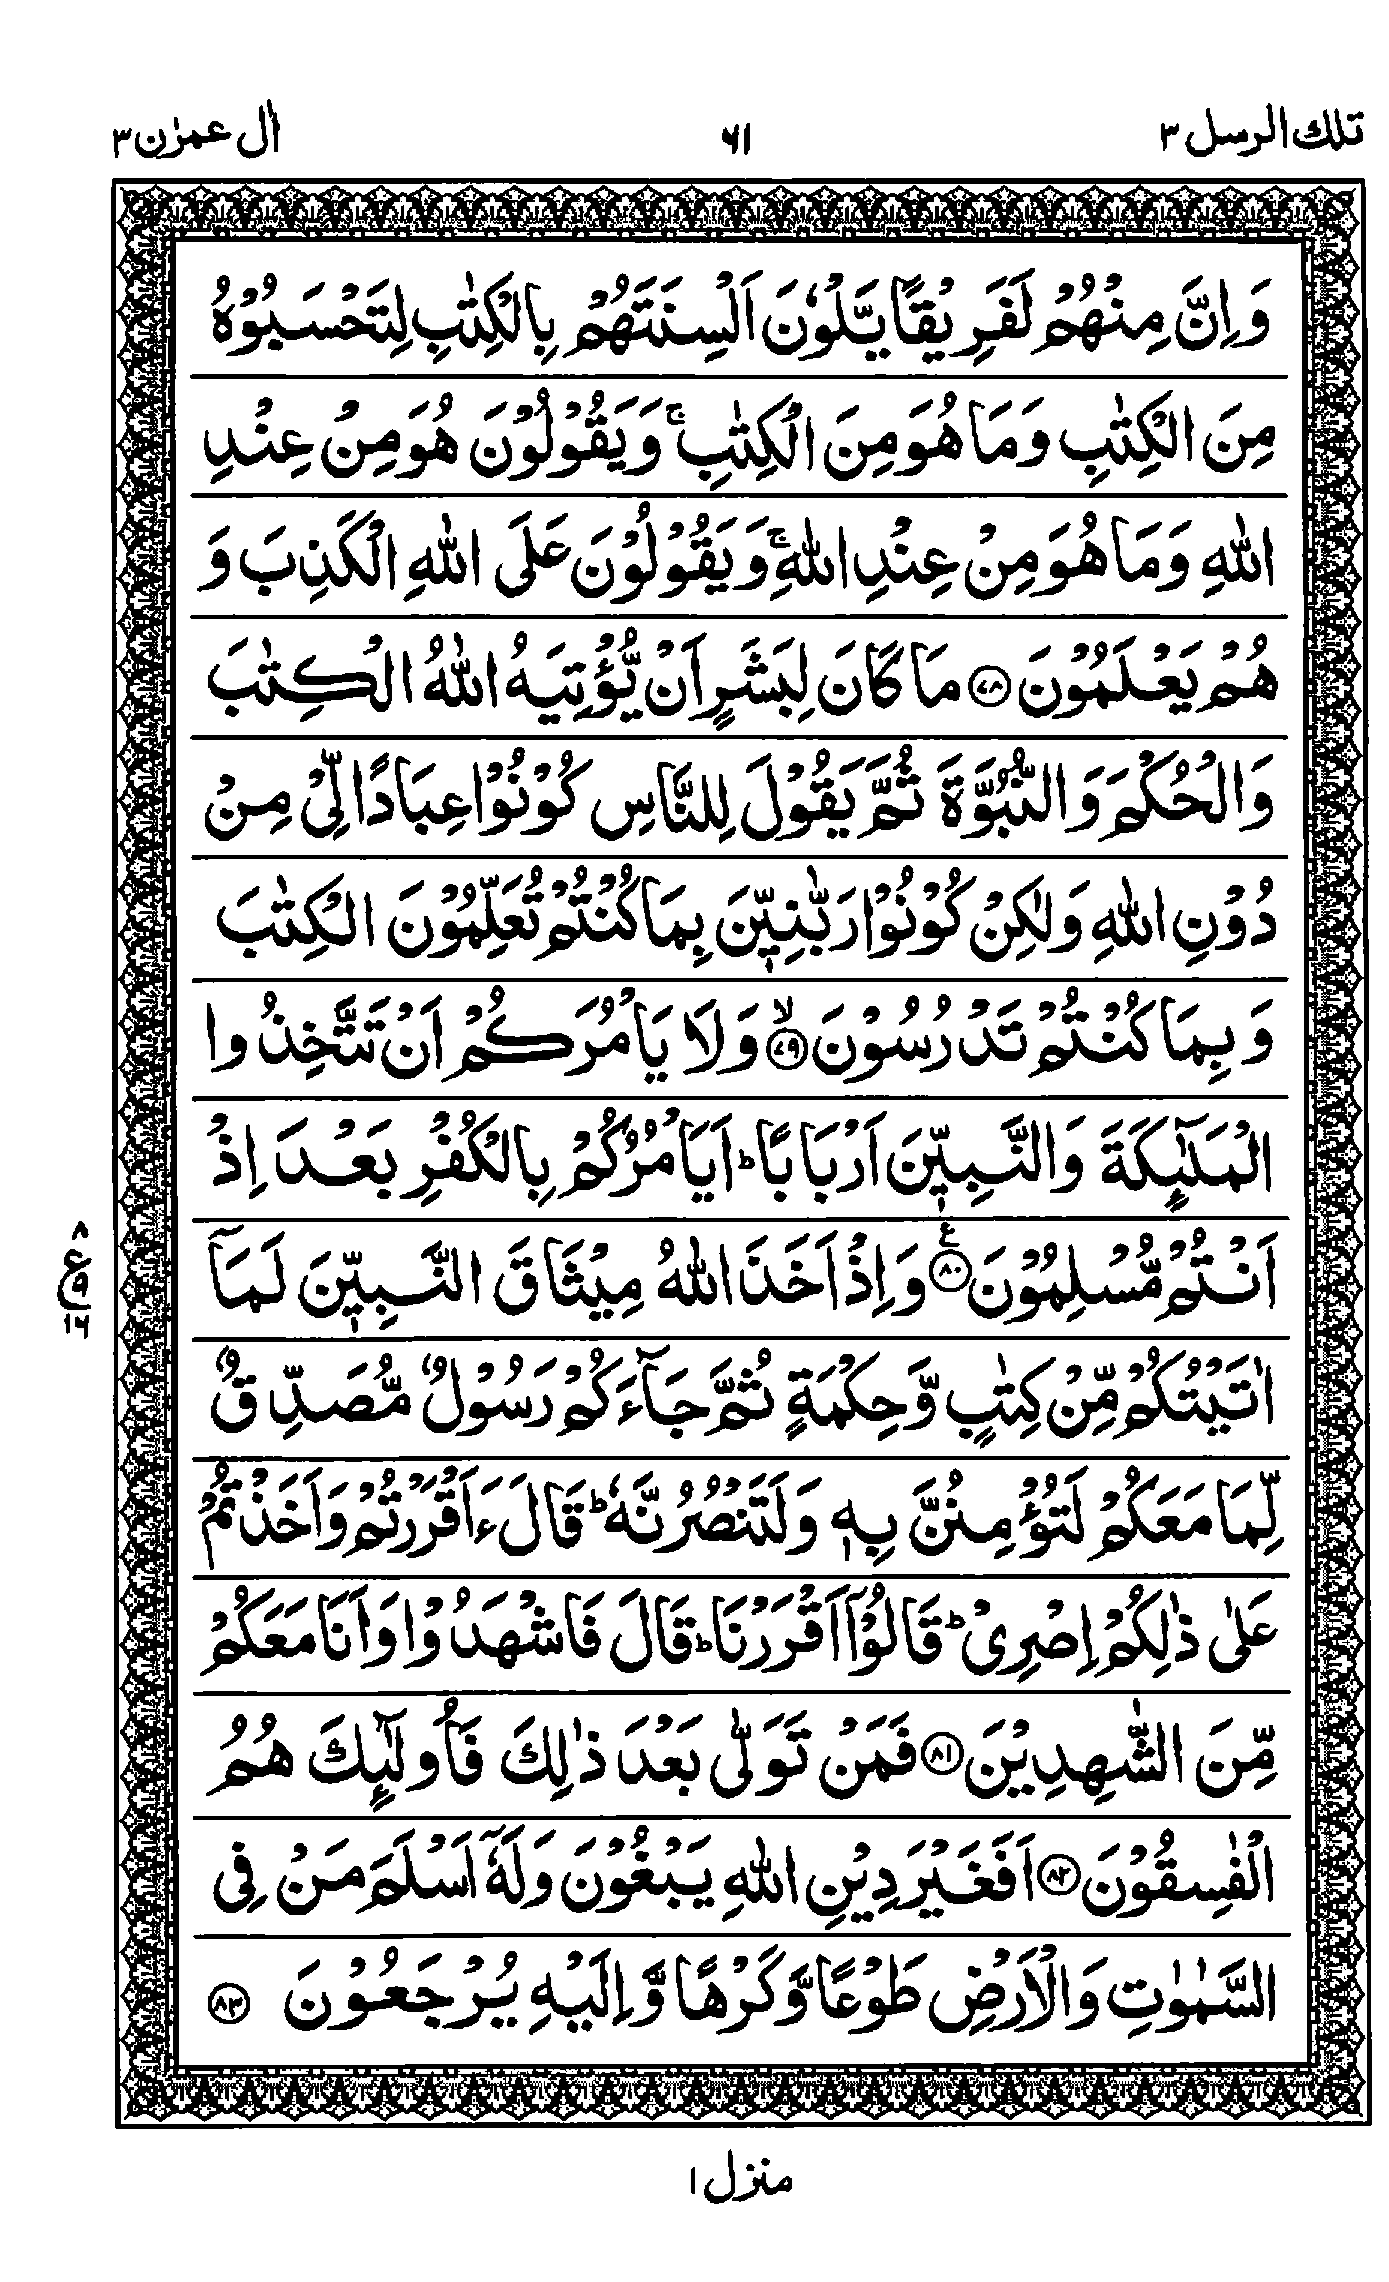 تلك الرسل ٣ ٦١ اٰل عمرٰن ٣
وَاِنَّ مِنْهُمْ لَفَرِيْقًا يَّلْوٗنَ اَلْسِنَتَهُمْ بِالْكِتٰبِ لِتَحْسَبُوْهُ
مِنَ الْكِتٰبِ وَمَا هُوَ مِنَ الْكِتٰبِ ۚ وَيَقُوْلُوْنَ هُوَ مِنْ عِنْدِ
اللّٰهِ وَمَا هُوَ مِنْ عِنْدِ اللّٰهِ ۚ وَيَقُوْلُوْنَ عَلَى اللّٰهِ الْكَذِبَ وَ
هُمْ يَعْلَمُوْنَ ﴿٧٨﴾ مَا كَانَ لِبَشَرٍ اَنْ يُّؤْتِيَهُ اللّٰهُ الْكِتٰبَ
وَالْحُكْمَ وَالنُّبُوَّةَ ثُمَّ يَقُوْلَ لِلنَّاسِ كُوْنُوْا عِبَادًا لِّيْ مِنْ
دُوْنِ اللّٰهِ وَلٰكِنْ كُوْنُوْا رَبّٰنِيّٖنَ بِمَا كُنْتُمْ تُعَلِّمُوْنَ الْكِتٰبَ
وَبِمَا كُنْتُمْ تَدْرُسُوْنَ ﴿٧٩﴾ۙ وَلَا يَاْمُرَكُمْ اَنْ تَتَّخِذُوا
الْمَلٰٓئِكَةَ وَالنَّبِيّٖنَ اَرْبَابًا ؕ اَيَاْمُرُكُمْ بِالْكُفْرِ بَعْدَ اِذْ
اَنْتُمْ مُّسْلِمُوْنَ ﴿٨٠﴾ع وَاِذْ اَخَذَ اللّٰهُ مِيْثَاقَ النَّبِيّٖنَ لَمَاۤ
٨ ع ٩ ١٦
اٰتَيْتُكُمْ مِّنْ كِتٰبٍ وَّحِكْمَةٍ ثُمَّ جَآءَكُمْ رَسُوْلٌ مُّصَدِّقٌ
لِّمَا مَعَكُمْ لَتُؤْمِنُنَّ بِهٖ وَلَتَنْصُرُنَّهٗ ؕ قَالَ ءَاَقْرَرْتُمْ وَاَخَذْتُمْ
عَلٰى ذٰلِكُمْ اِصْرِيْ ؕ قَالُوْۤا اَقْرَرْنَا ؕ قَالَ فَاشْهَدُوْا وَاَنَا مَعَكُمْ
مِّنَ الشّٰهِدِيْنَ ﴿٨١﴾ فَمَنْ تَوَلّٰى بَعْدَ ذٰلِكَ فَاُولٰٓئِكَ هُمُ
الْفٰسِقُوْنَ ﴿٨٢﴾ اَفَغَيْرَ دِيْنِ اللّٰهِ يَبْغُوْنَ وَلَهٗۤ اَسْلَمَ مَنْ فِى
السَّمٰوٰتِ وَالْاَرْضِ طَوْعًا وَّكَرْهًا وَّاِلَيْهِ يُرْجَعُوْنَ ﴿٨٣﴾
منزل ١